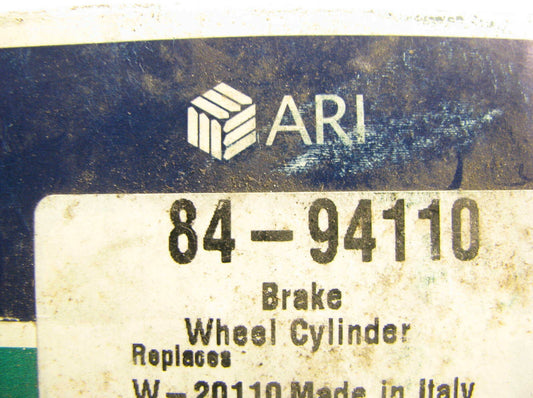 ARI
84-94110
Brake
Wheel Cylinder
Replaces
W-20110 Made in Italy